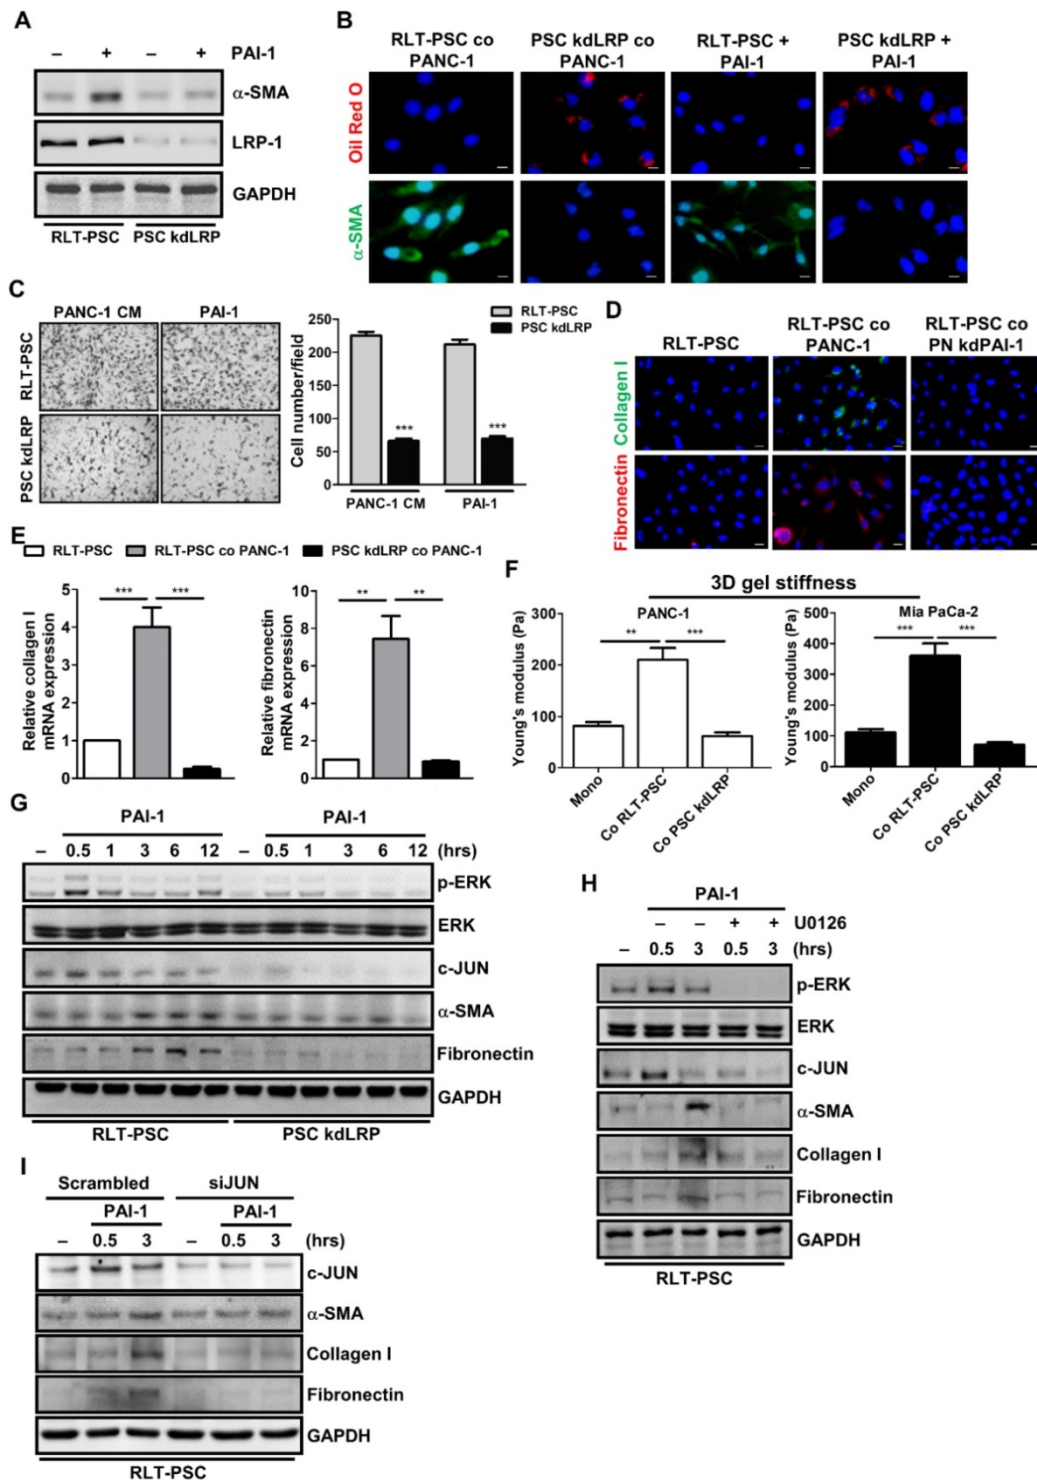 A
– + – + PAI-1
α-SMA
LRP-1
GAPDH
RLT-PSC PSC kdLRP
B
RLT-PSC co PANC-1
PSC kdLRP co PANC-1
RLT-PSC + PAI-1
PSC kdLRP + PAI-1
Oil Red O
α-SMA
C
PANC-1 CM PAI-1
RLT-PSC
PSC kdLRP
RLT-PSC
PSC kdLRP
Cell number/field
250
200
150
100
50
0
*** ***
PANC-1 CM PAI-1
D
RLT-PSC
RLT-PSC co PANC-1
RLT-PSC co PN kdPAI-1
Collagen I
Fibronectin
E
RLT-PSC RLT-PSC co PANC-1 PSC kdLRP co PANC-1
Relative collagen I
mRNA expression
5
4
3
2
1
0
*** ***
Relative fibronectin
mRNA expression
10
8
6
4
2
0
** **
F
3D gel stiffness
PANC-1
Young's modulus (Pa)
300
200
100
0
** ***
Mono
Co RLT-PSC
Co PSC kdLRP
Mia PaCa-2
Young's modulus (Pa)
500
400
300
200
100
0
*** ***
Mono
Co RLT-PSC
Co PSC kdLRP
G
PAI-1 PAI-1
– 0.5 1 3 6 12 – 0.5 1 3 6 12 (hrs)
p-ERK
ERK
c-JUN
α-SMA
Fibronectin
GAPDH
RLT-PSC PSC kdLRP
H
PAI-1
– – + + U0126
– 0.5 3 0.5 3 (hrs)
p-ERK
ERK
c-JUN
α-SMA
Collagen I
Fibronectin
GAPDH
RLT-PSC
I
Scrambled siJUN
PAI-1 PAI-1
– 0.5 3 – 0.5 3 (hrs)
c-JUN
α-SMA
Collagen I
Fibronectin
GAPDH
RLT-PSC